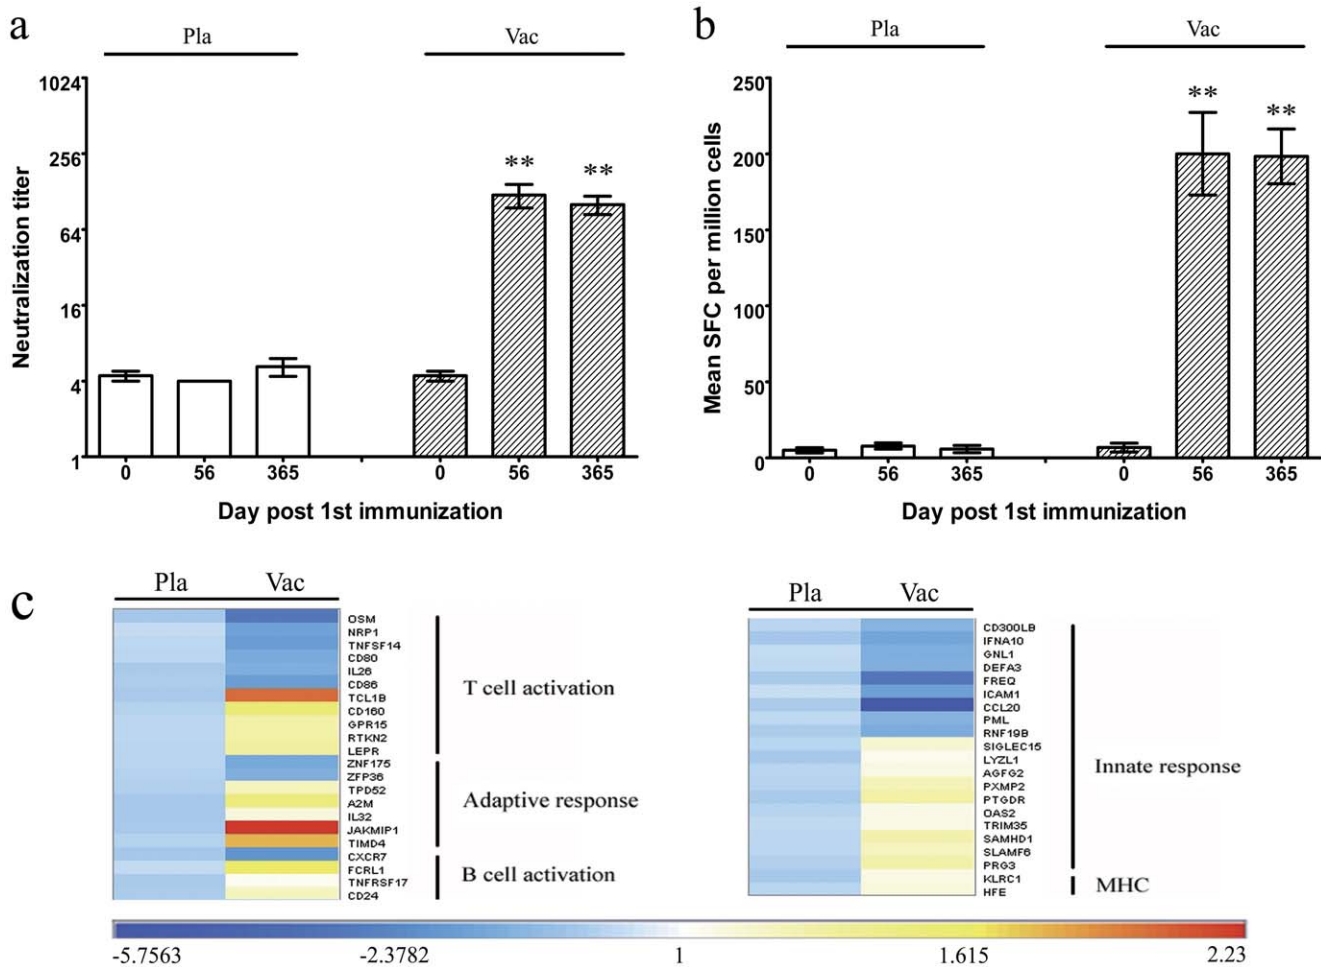 a
Pla
Vac
1024
256
64
16
4
1
Neutralization titer
**
**
0
56
365
0
56
365
Day post 1st immunization
b
Pla
Vac
250
200
150
100
50
0
Mean SFC per million cells
**
**
0
56
365
0
56
365
Day post 1st immunization
c
Pla
Vac
OSM
NRP1
TNFSF14
CD80
IL26
CD86
TCL1B
CD160
GPR15
RTKN2
LEPR
ZNF175
ZFP36
TPD52
A2M
IL32
JAKMIP1
TIMD4
CXCR7
FCRL1
TNFRSF17
CD24
T cell activation
Adaptive response
B cell activation
Pla
Vac
CD300LB
IFNA10
GNL1
DEFA3
FREQ
ICAM1
CCL20
PML
RNF19B
SIGLEC15
LYZL1
AGFG2
PXMP2
PTGDR
OAS2
TRIM35
SAMHD1
SLAMF6
PRG3
KLRC1
HFE
Innate response
MHC
-5.7563
-2.3782
1
1.615
2.23